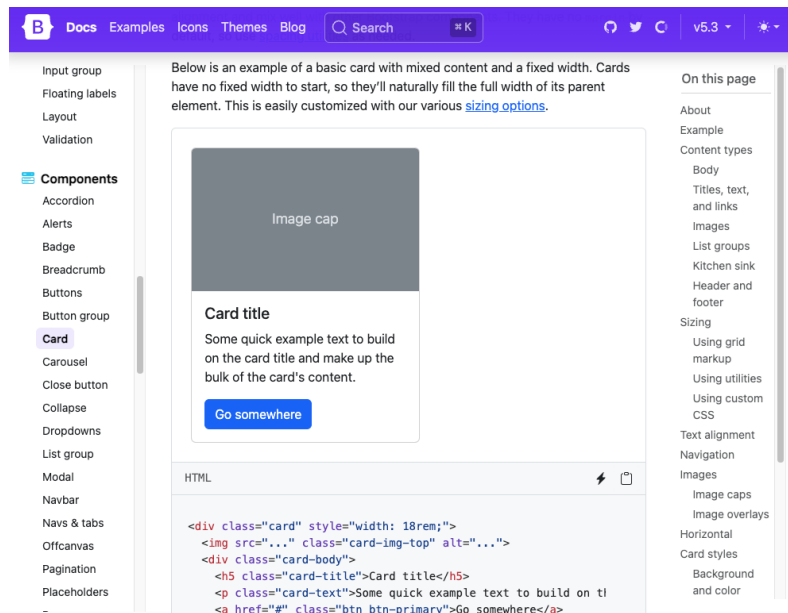 B Docs Examples Icons Themes Blog Search ⌘ K v5.3
Input group
Floating labels
Layout
Validation
Components
Accordion
Alerts
Badge
Breadcrumb
Buttons
Button group
Card
Carousel
Close button
Collapse
Dropdowns
List group
Modal
Navbar
Navs & tabs
Offcanvas
Pagination
Placeholders
Below is an example of a basic card with mixed content and a fixed width. Cards
have no fixed width to start, so they'll naturally fill the full width of its parent
element. This is easily customized with our various sizing options.
Image cap
Card title
Some quick example text to build
on the card title and make up the
bulk of the card's content.
Go somewhere
HTML
<div class="card" style="width: 18rem;">
<img src="..." class="card-img-top" alt="...">
<div class="card-body">
<h5 class="card-title">Card title</h5>
<p class="card-text">Some quick example text to build on
<a href="#" class="btn btn-primary">Go somewhere</a>
On this page
About
Example
Content types
Body
Titles, text,
and links
Images
List groups
Kitchen sink
Header and
footer
Sizing
Using grid
markup
Using utilities
Using custom
CSS
Text alignment
Navigation
Images
Image caps
Image overlays
Horizontal
Card styles
Background
and color